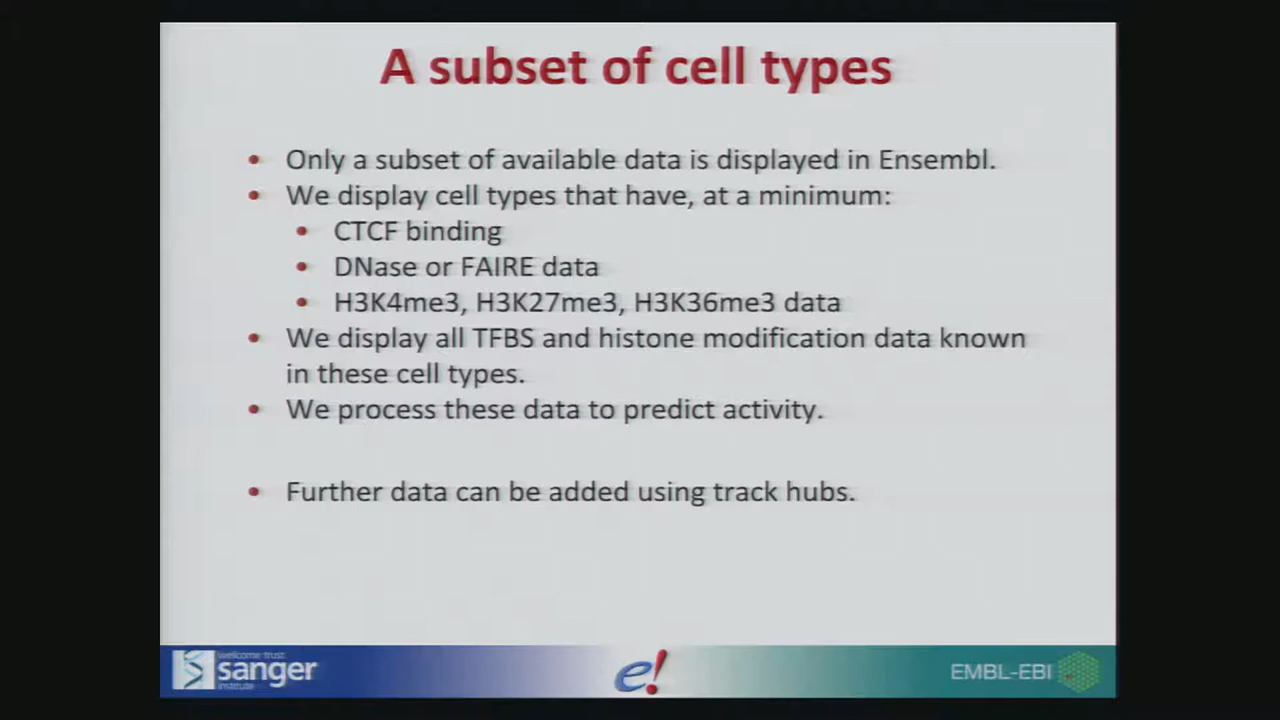 A subset of cell types
• Only a subset of available data is displayed in Ensembl.
• We display cell types that have, at a minimum:
• CTCF binding
• DNase or FAIRE data
• H3K4me3, H3K27me3, H3K36me3 data
• We display all TFBS and histone modification data known
in these cell types.
• We process these data to predict activity.
• Further data can be added using track hubs.
wellcome trust
sanger
institute
e!
EMBL-EBI